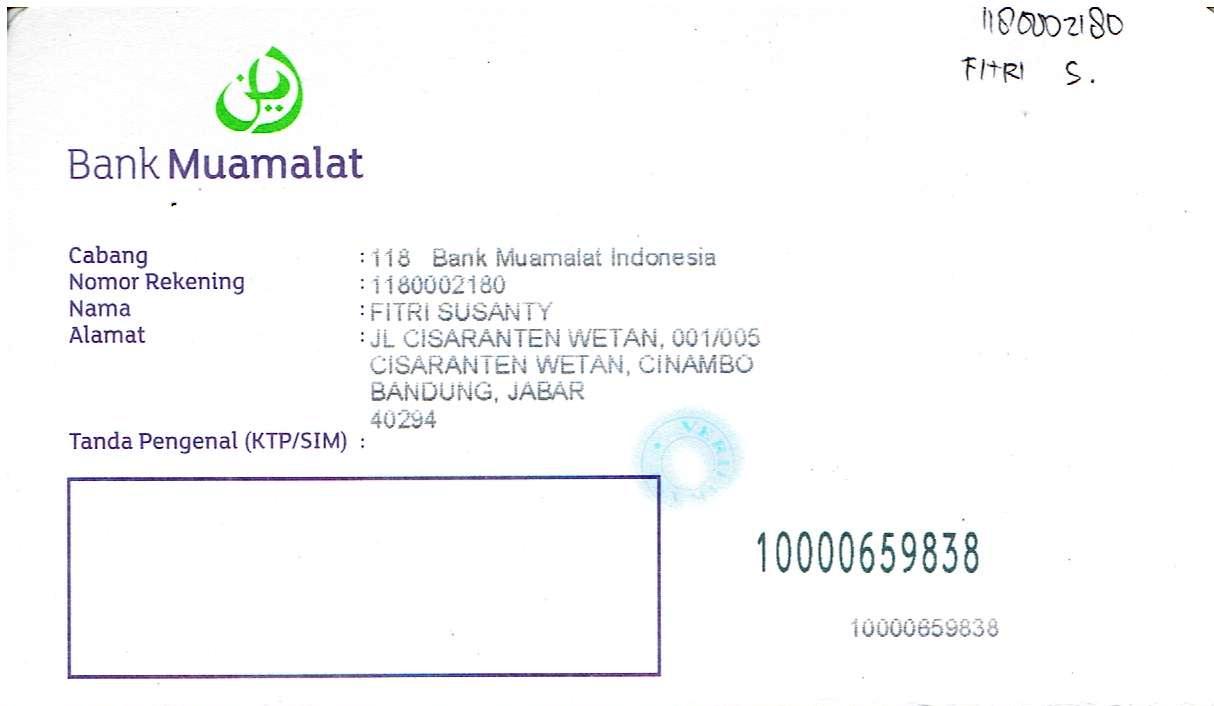 1180002180
FITRI S.
Bank Muamalat
Cabang : 118 Bank Muamalat Indonesia
Nomor Rekening : 1180002180
Nama : FITRI SUSANTY
Alamat : JL CISARANTEN WETAN, 001/005
CISARANTEN WETAN, CINAMBO
BANDUNG, JABAR
40294
Tanda Pengenal (KTP/SIM) :
10000659838
10000659838